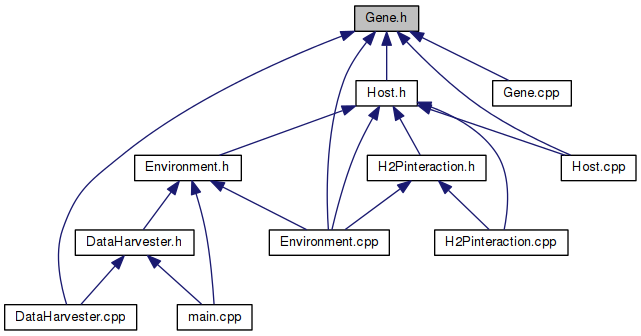 Gene.h
Host.h
Gene.cpp
Environment.h
H2Pinteraction.h
Host.cpp
DataHarvester.h
Environment.cpp
H2Pinteraction.cpp
DataHarvester.cpp
main.cpp